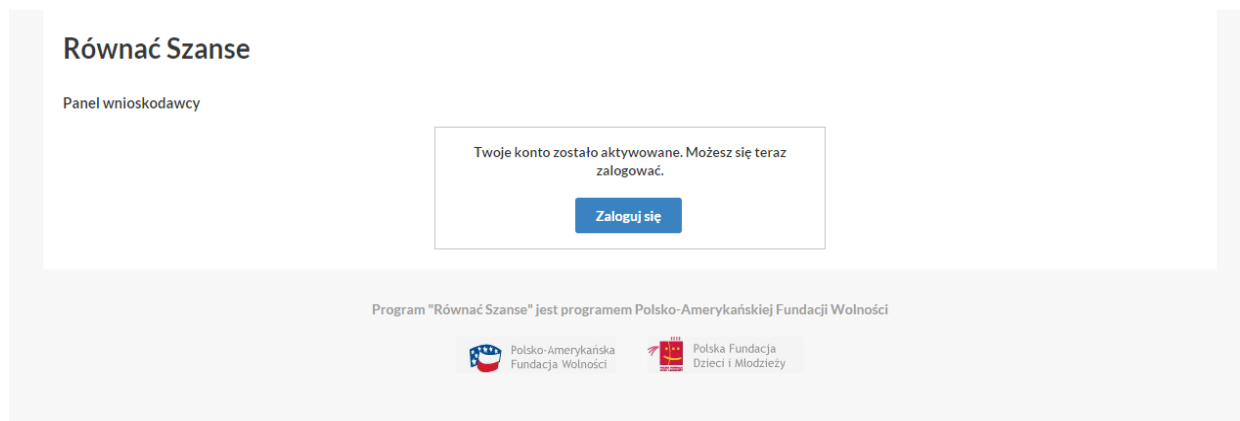 Równać Szanse
Panel wnioskodawcy
Twoje konto zostało aktywowane. Możesz się teraz
zalogować.
Zaloguj się
Program "Równać Szanse" jest programem Polsko-Amerykańskiej Fundacji Wolności
Polsko-Amerykańska
Fundacja Wolności
Polska Fundacja
Dzieci i Młodzieży